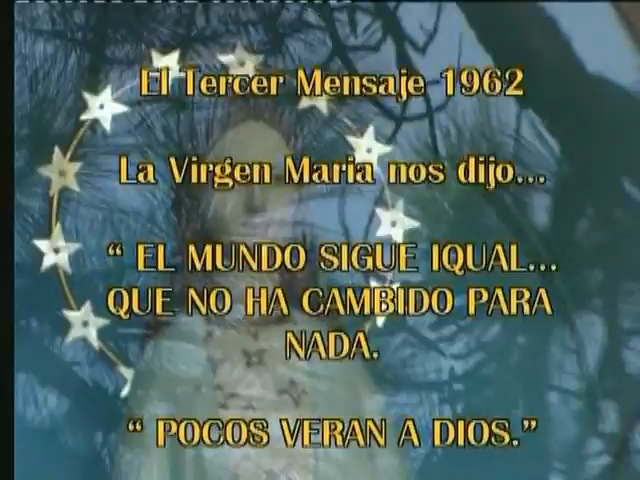 El Tercer Mensaje 1962
La Virgen Maria nos dijo...
“ EL MUNDO SIGUE IQUAL...
QUE NO HA CAMBIDO PARA
NADA.
“ POCOS VERAN A DIOS.”